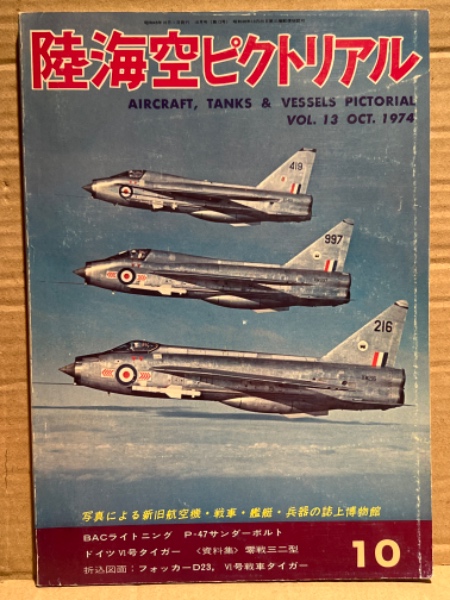 陸海空ピクトリアル
AIRCRAFT, TANKS & VESSELS PICTORIAL
VOL. 13 OCT. 1974
419
997
216
写真による新旧航空機・戦車・艦艇・兵器の誌上博物館
BACライトニング P-47サンダーボルト
ドイツⅥ号タイガー 〈資料集〉零戦三二型
折込図面:フォッカーD23, Ⅵ号戦車タイガー
10